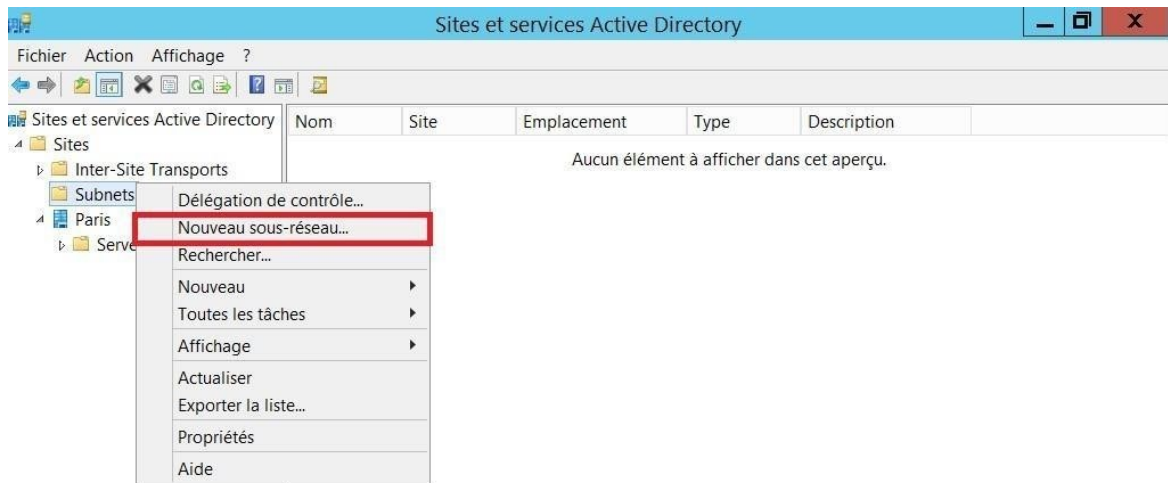 Sites et services Active Directory
Fichier Action Affichage ?
Sites et services Active Directory
Nom Site Emplacement Type Description
Sites
Aucun élément à afficher dans cet aperçu.
Inter-Site Transports
Subnets
Paris
Serve
Délégation de contrôle...
Nouveau sous-réseau...
Rechercher...
Nouveau
Toutes les tâches
Affichage
Actualiser
Exporter la liste...
Propriétés
Aide